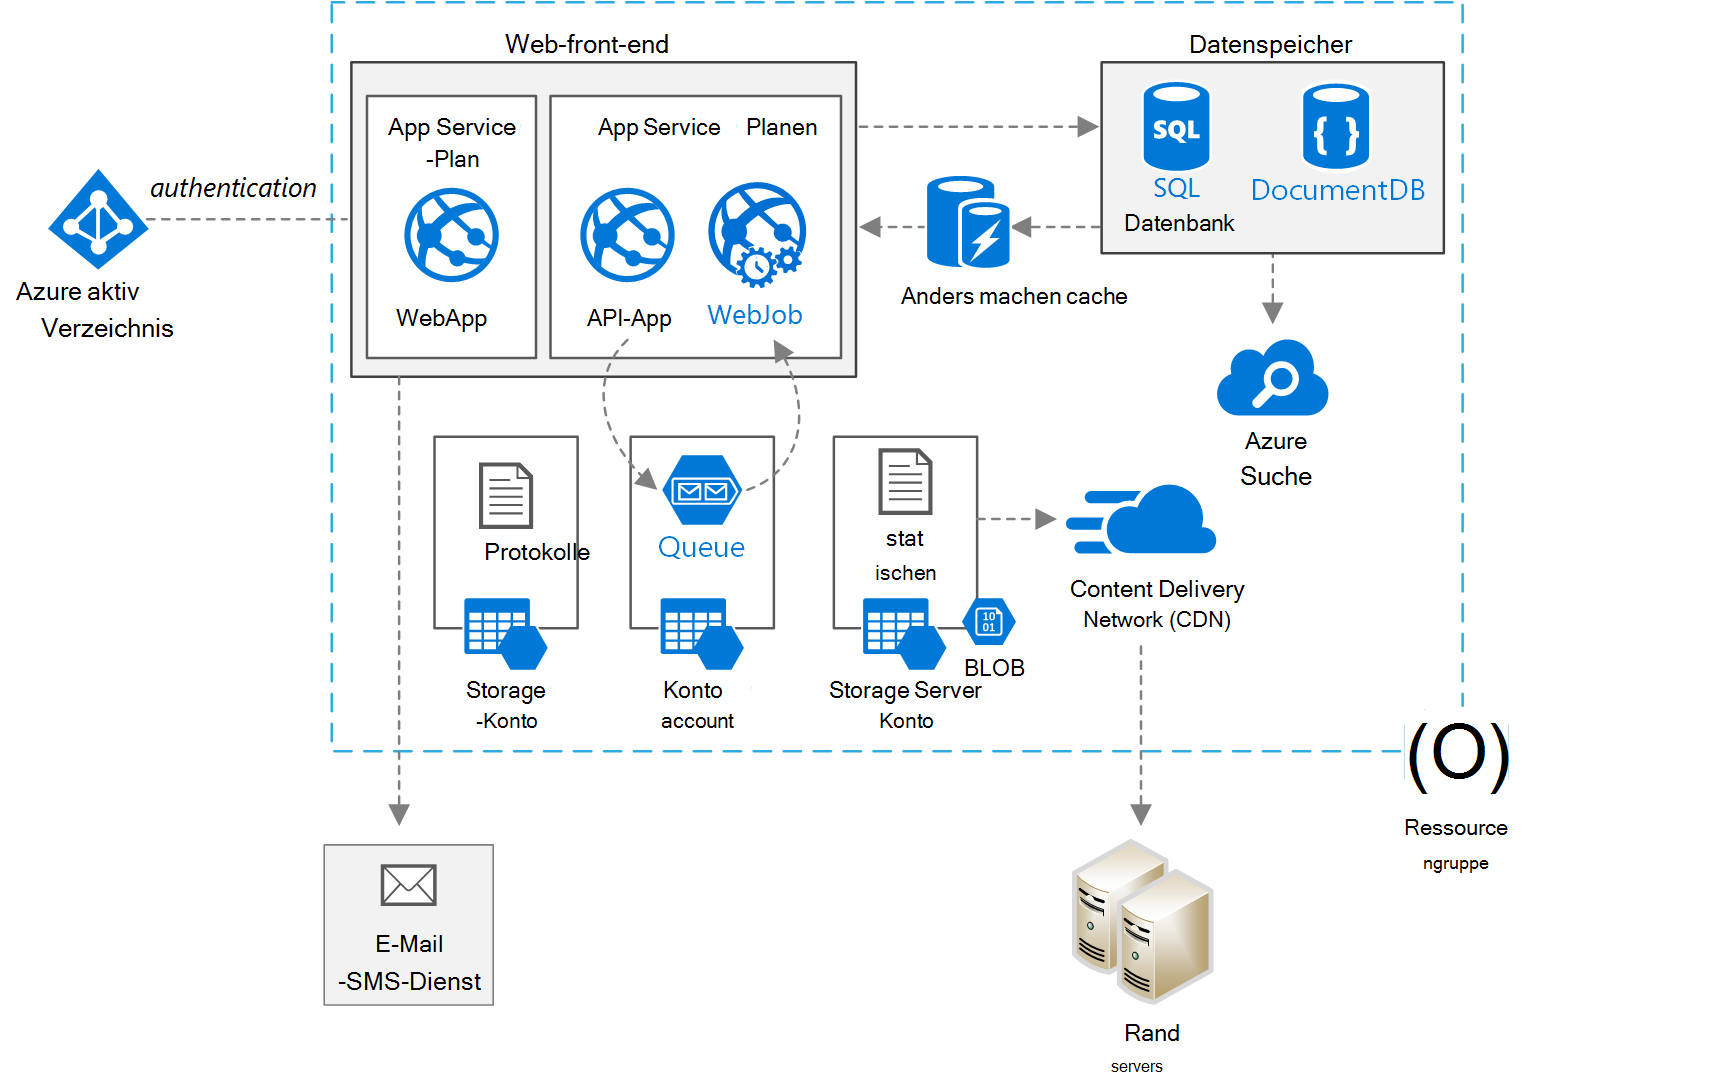 Web-front-end
Datenspeicher
App Service
-Plan
App Service Planen
SQL
{ }
SQL
Datenbank
DocumentDB
authentication
Azure aktiv
Verzeichnis
WebApp
API-App
WebJob
Anders machen cache
Azure
Suche
Protokolle
Queue
stat
ischen
Content Delivery
Network (CDN)
10
01
BLOB
Storage
-Konto
Konto
account
Storage Server
Konto
(O)
Ressource
ngruppe
E-Mail
-SMS-Dienst
Rand
servers